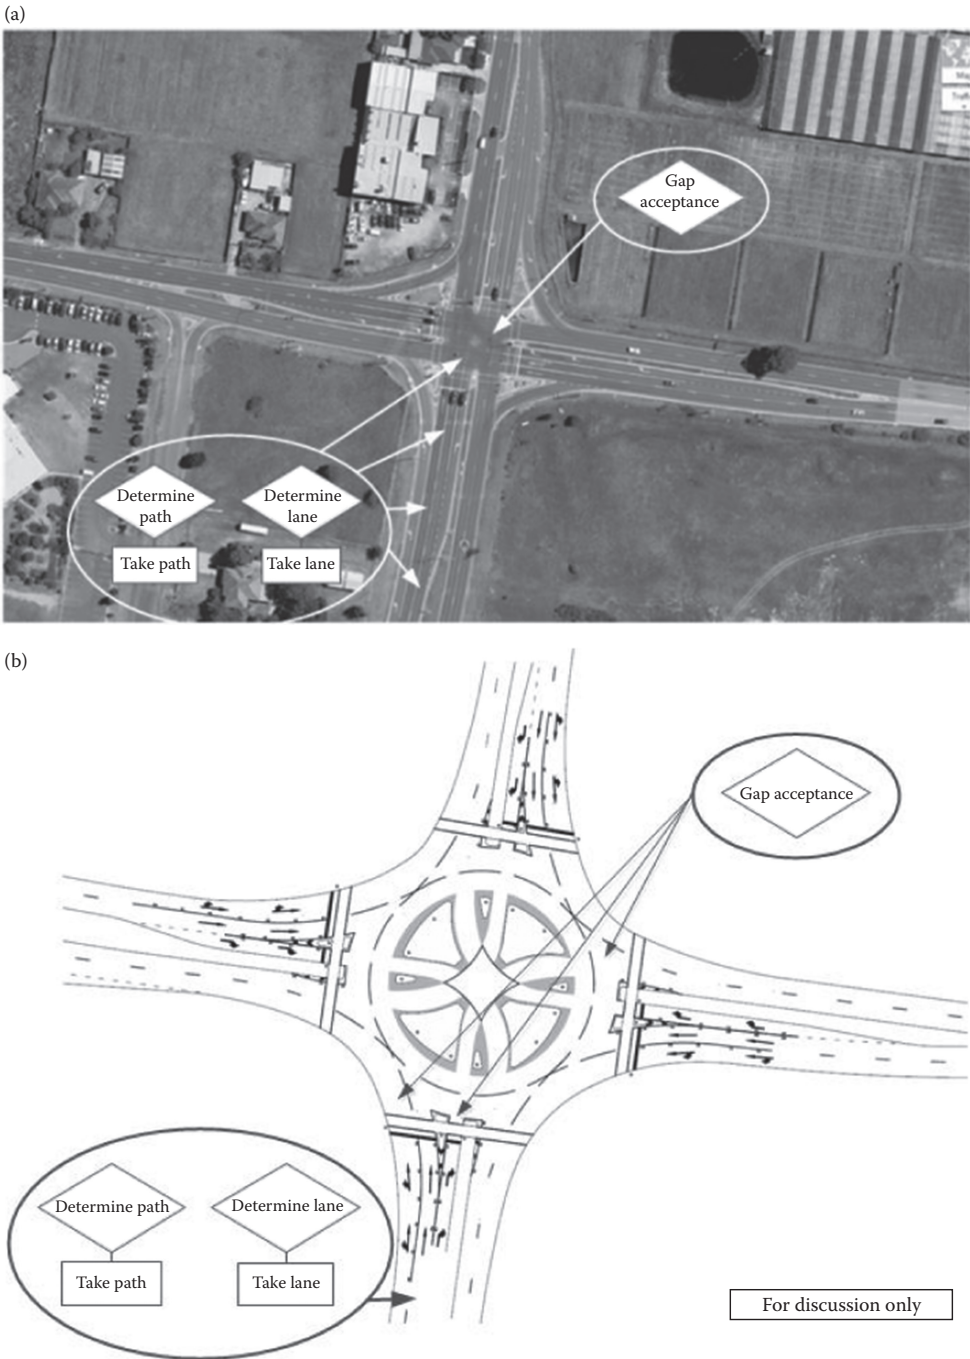 (a)
Gap
acceptance
Determine
path
Determine
lane
Take path
Take lane
(b)
Gap acceptance
Determine path
Determine lane
Take path
Take lane
For discussion only